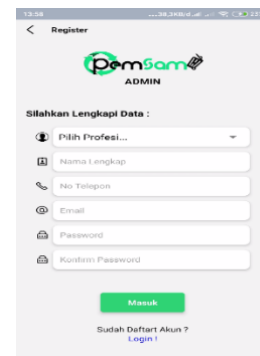 13:58
Register
PemSam
ADMIN
Silahkan Lengkapi Data :
Pilih Profesi...
Nama Lengkap
No Telepon
Email
Password
Konfirm Password
Masuk
Sudah Daftart Akun ?
Login !